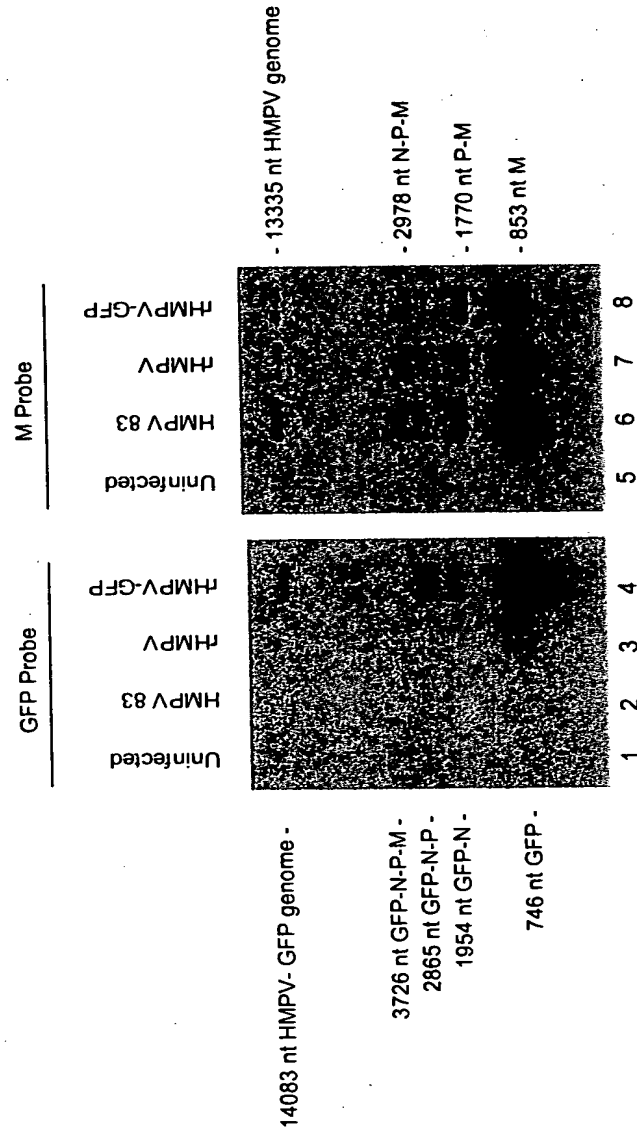 GFP Probe
M Probe
Uninfected
HMPV 83
rHMPV
rHMPV-GFP
Uninfected
HMPV 83
rHMPV
rHMPV-GFP
14083 nt HMPV- GFP genome -
3726 nt GFP-N-P-M -
2865 nt GFP-N-P -
1954 nt GFP-N -
746 nt GFP -
- 13335 nt HMPV genome
- 2978 nt N-P-M
- 1770 nt P-M
- 853 nt M
1 2 3 4
5 6 7 8